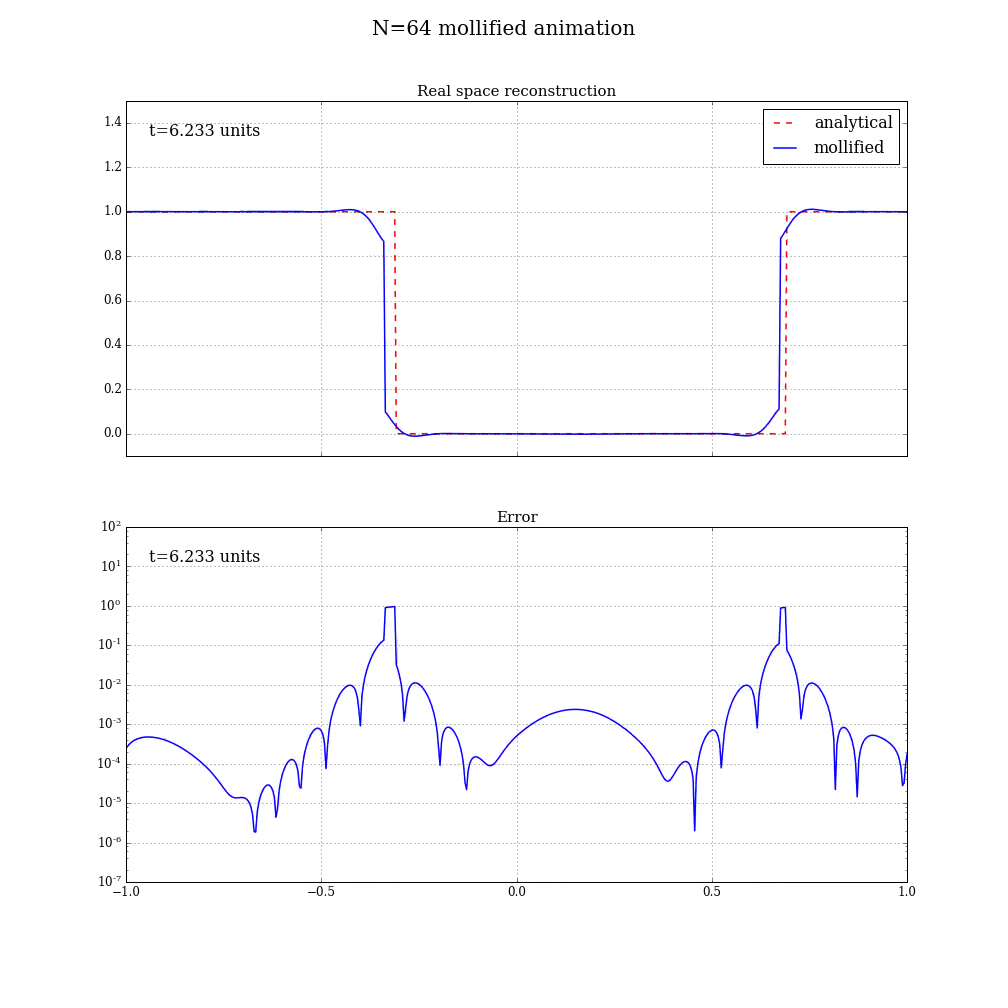 N=64 mollified animation
Real space reconstruction
t=6.233 units
analytical
mollified
1.4
1.2
1.0
0.8
0.6
0.4
0.2
0.0
Error
t=6.233 units
10²
10¹
10⁰
10⁻¹
10⁻²
10⁻³
10⁻⁴
10⁻⁵
10⁻⁶
10⁻⁷
−1.0 −0.5 0.0 0.5 1.0